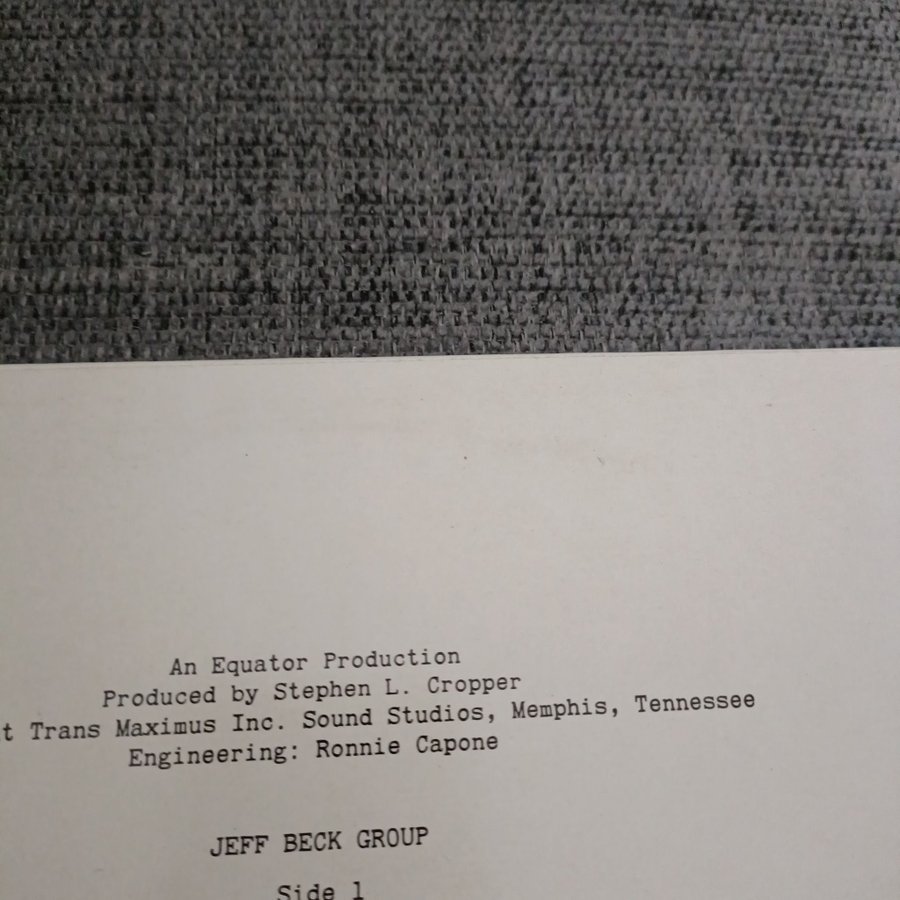 An Equator Production
Produced by Stephen L. Cropper
t Trans Maximus Inc. Sound Studios, Memphis, Tennessee
Engineering: Ronnie Capone
JEFF BECK GROUP
Side 1